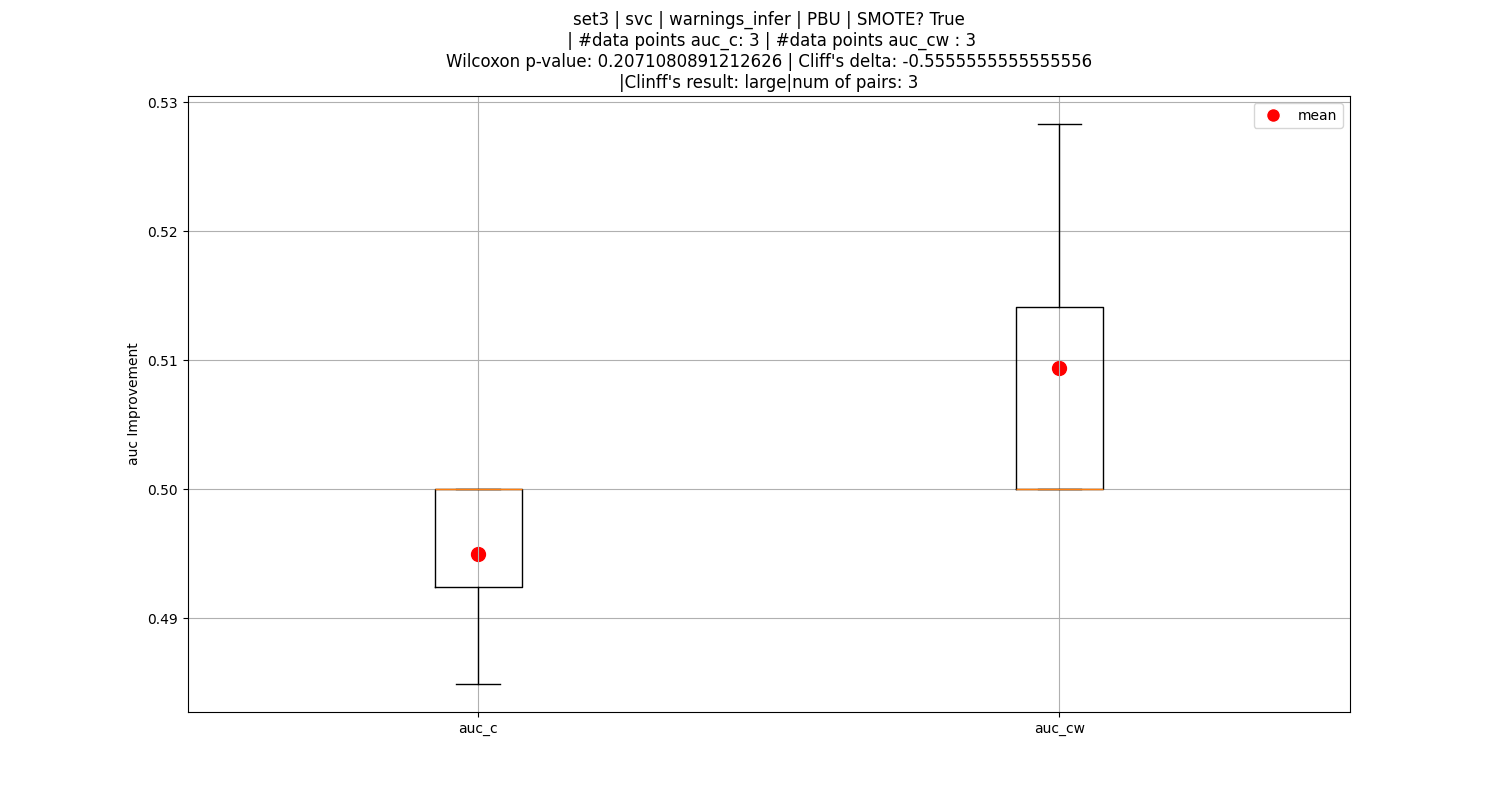 set3 | svc | warnings_infer | PBU | SMOTE? True
| #data points auc_c: 3 | #data points auc_cw : 3
Wilcoxon p-value: 0.2071080891212626 | Cliff's delta: -0.5555555555555556
|Clinff's result: large|num of pairs: 3
mean
0.53
0.52
0.51
0.50
0.49
auc Improvement
auc_c
auc_cw